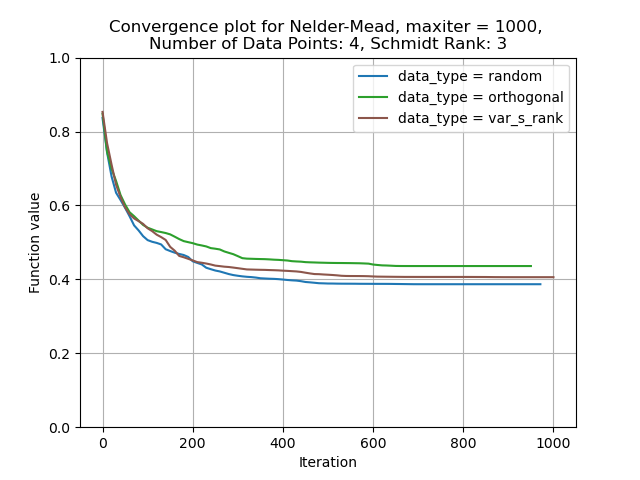 Convergence plot for Nelder-Mead, maxiter = 1000,
Number of Data Points: 4, Schmidt Rank: 3
data_type = random
data_type = orthogonal
data_type = var_s_rank
1.0
0.8
0.6
0.4
0.2
0.0
Function value
0 200 400 600 800 1000
Iteration